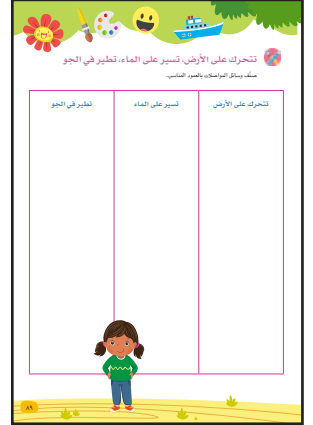 تتحرك على الأرض، تسير على الماء، تطير في الجو
صنّف وسائل المواصلات بالعمود المناسب.
تتحرك على الأرض
تسير على الماء
تطير في الجو
٨٩